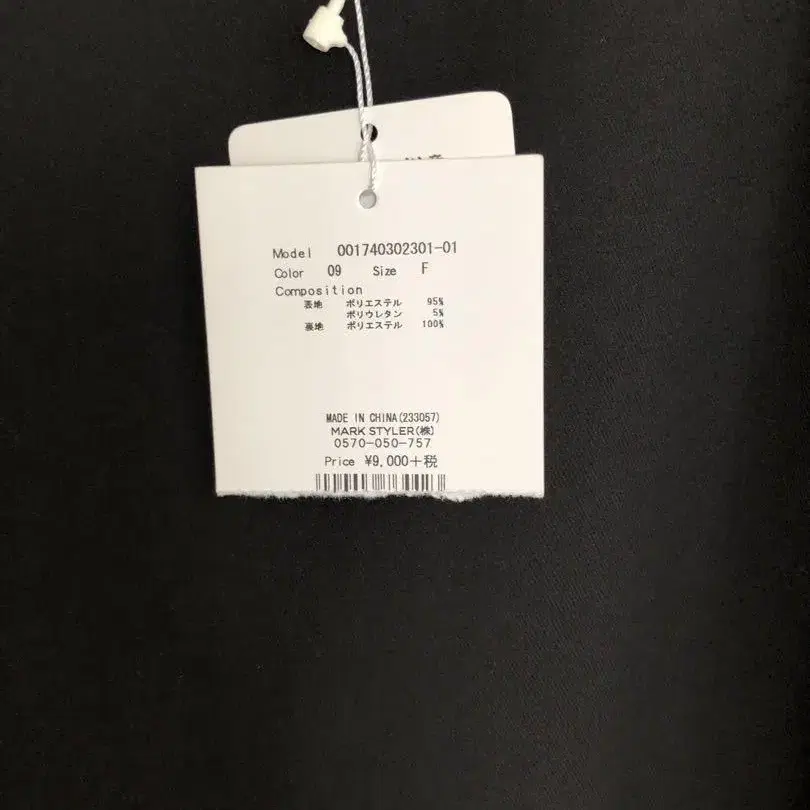 Model 001740302301-01
Color 09 Size F
Composition
表地 ポリエステル 95%
ポリウレタン 5%
裏地 ポリエステル 100%
MADE IN CHINA(233057)
MARK STYLER(株)
0570-050-757
Price ¥9,000+税